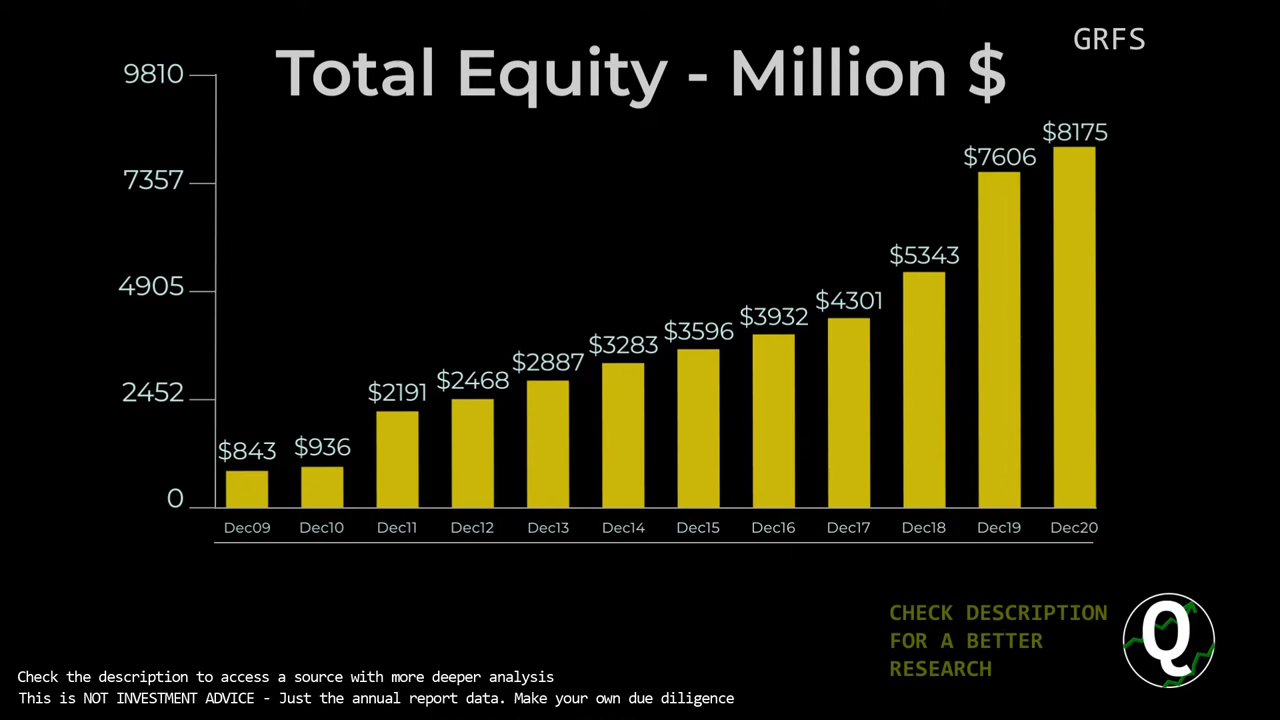 GRFS
Total Equity - Million $
9810
7357
4905
2452
0
$843
$936
$2191
$2468
$2887
$3283
$3596
$3932
$4301
$5343
$7606
$8175
Dec09 Dec10 Dec11 Dec12 Dec13 Dec14 Dec15 Dec16 Dec17 Dec18 Dec19 Dec20
CHECK DESCRIPTION
FOR A BETTER
RESEARCH
Q
Check the description to access a source with more deeper analysis
This is NOT INVESTMENT ADVICE - Just the annual report data. Make your own due diligence